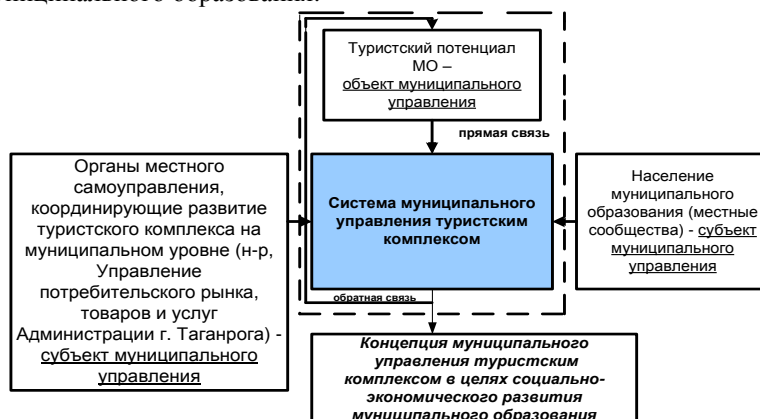 ниципального образования.
Туристский потенциал
МО –
объект муниципального
управления
прямая связь
Органы местного
самоуправления,
координирующие развитие
туристского комплекса на
муниципальном уровне (н-р,
Управление
потребительского рынка,
товаров и услуг
Администрации г. Таганрога) -
субъект муниципального
управления
Система муниципального
управления туристским
комплексом
Население
муниципального
образования (местные
сообщества) - субъект
муниципального
управления
обратная связь
Концепция муниципального
управления туристским
комплексом в целях социально-
экономического развития
муниципального образования